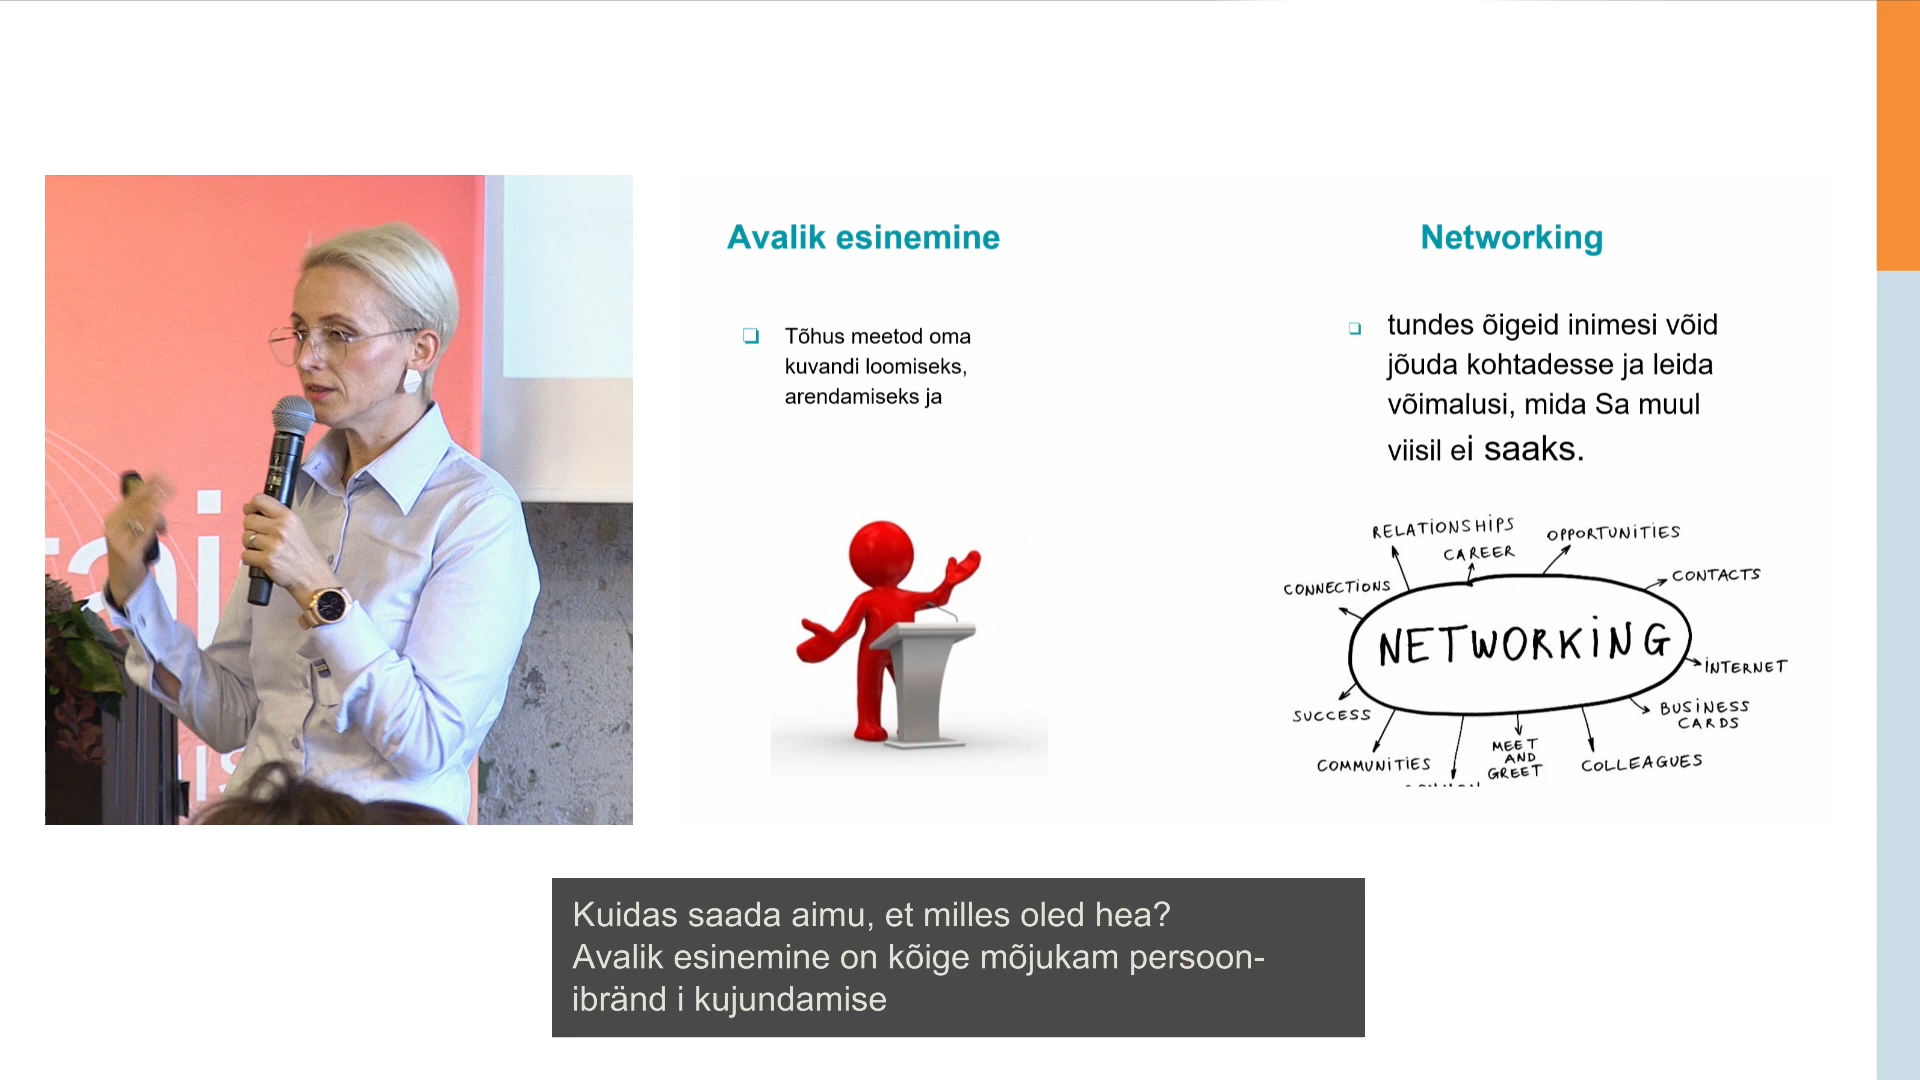 Avalik esinemine
❏ Tõhus meetod oma
kuvandi loomiseks,
arendamiseks ja
Networking
❏ tundes õigeid inimesi võid
jõuda kohtadesse ja leida
võimalusi, mida Sa muul
viisil ei saaks.
RELATIONSHIPS
OPPORTUNITIES
CAREER
CONNECTIONS
CONTACTS
NETWORKING
INTERNET
SUCCESS
BUSINESS
CARDS
MEET
AND
GREET
COMMUNITIES
COLLEAGUES
Kuidas saada aimu, et milles oled hea?
Avalik esinemine on kõige mõjukam persoon-
ibränd i kujundamise